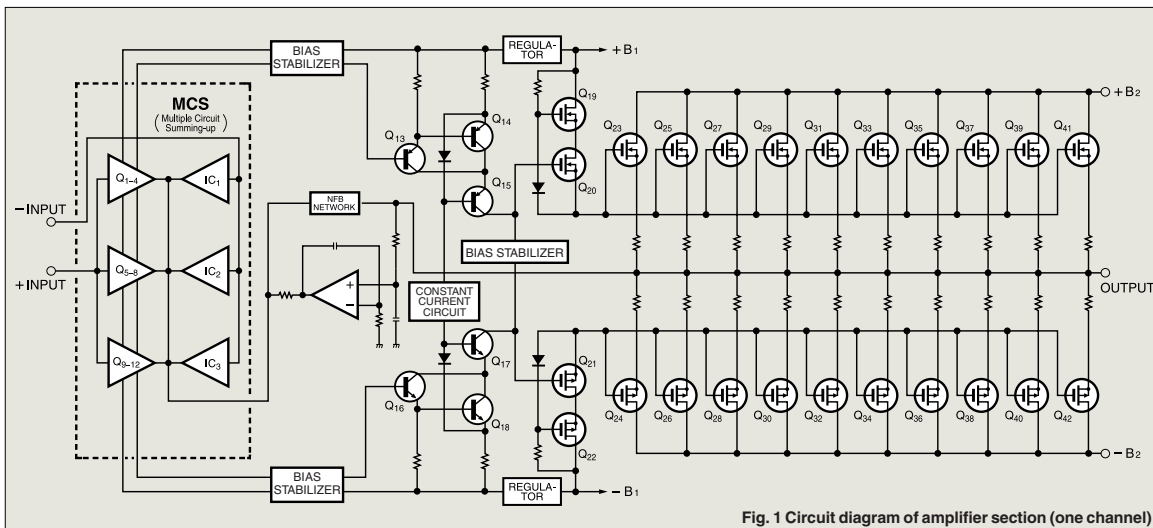 BIAS
STABILIZER
REGULA-
TOR
+B1
MCS
( Multiple Circuit
Summing-up )
Q13
Q14
Q15
Q19
Q20
+B2
Q23
Q25
Q27
Q29
Q31
Q33
Q35
Q37
Q39
Q41
Q1–4
IC1
−INPUT
NFB
NETWORK
BIAS STABILIZER
Q5–8
IC2
+INPUT
+
−
CONSTANT
CURRENT
CIRCUIT
OUTPUT
Q9–12
IC3
Q17
Q16
Q18
Q21
Q22
Q24
Q26
Q28
Q30
Q32
Q34
Q36
Q38
Q40
Q42
−B2
BIAS
STABILIZER
REGULA-
TOR
−B1
Fig. 1 Circuit diagram of amplifier section (one channel)